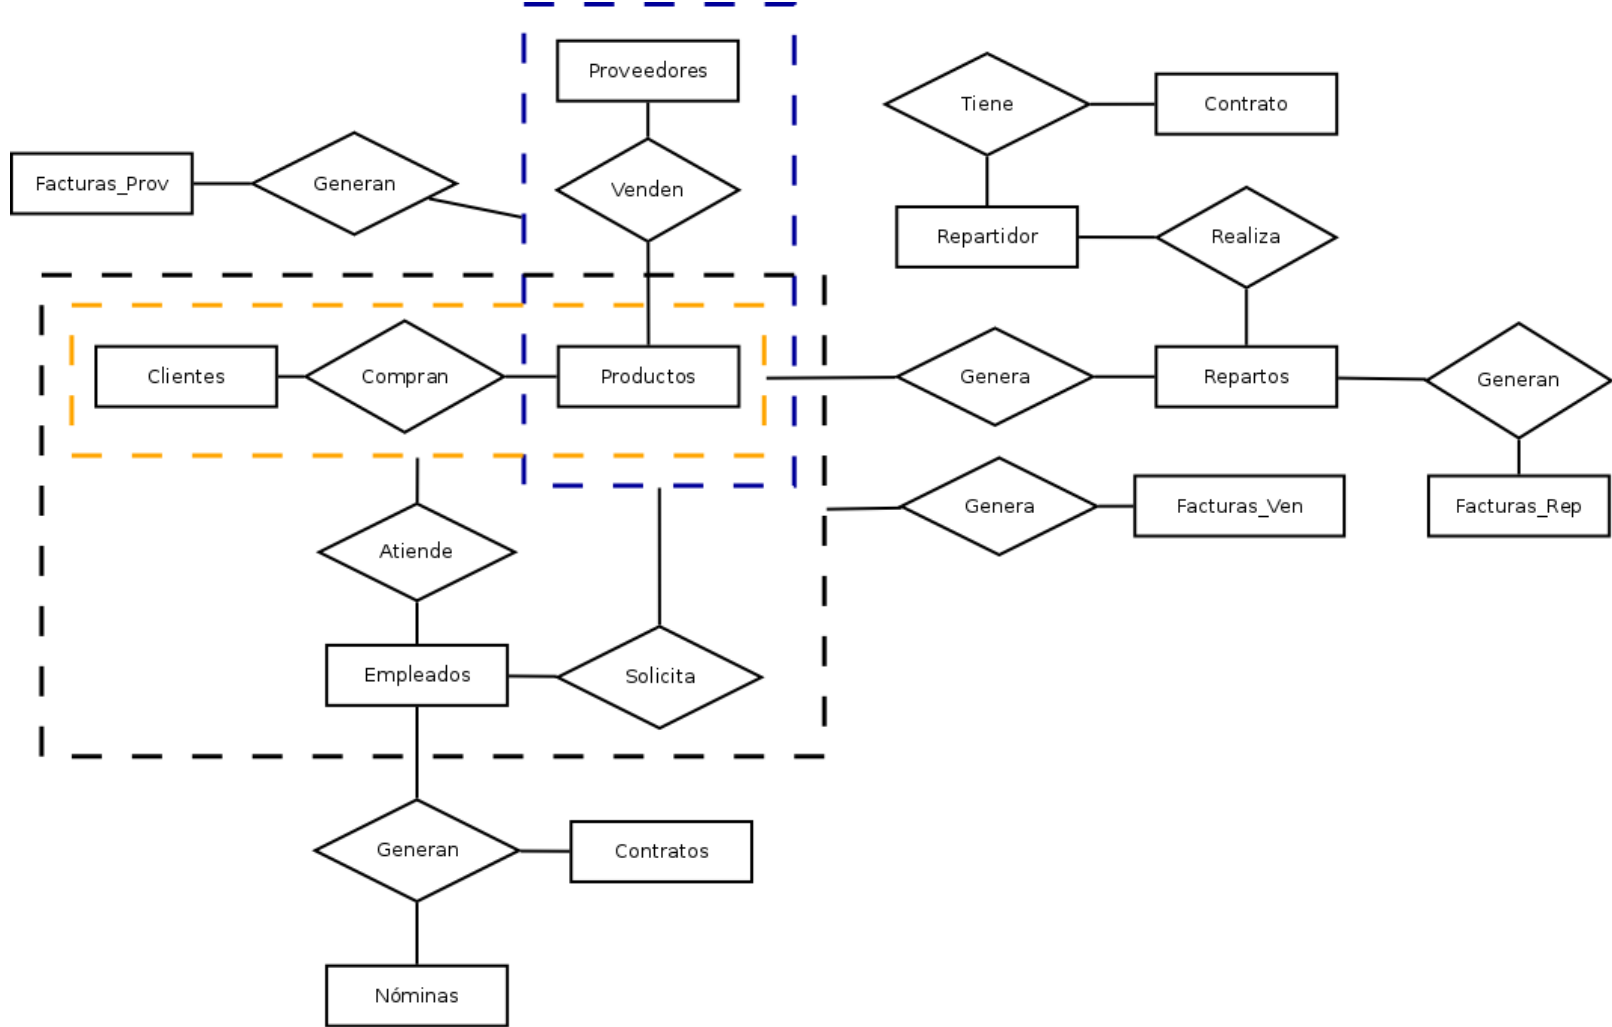 Proveedores
Tiene
Contrato
Facturas_Prov
Generan
Venden
Repartidor
Realiza
Clientes
Compran
Productos
Genera
Repartos
Generan
Genera
Facturas_Ven
Facturas_Rep
Atiende
Empleados
Solicita
Generan
Contratos
Nóminas